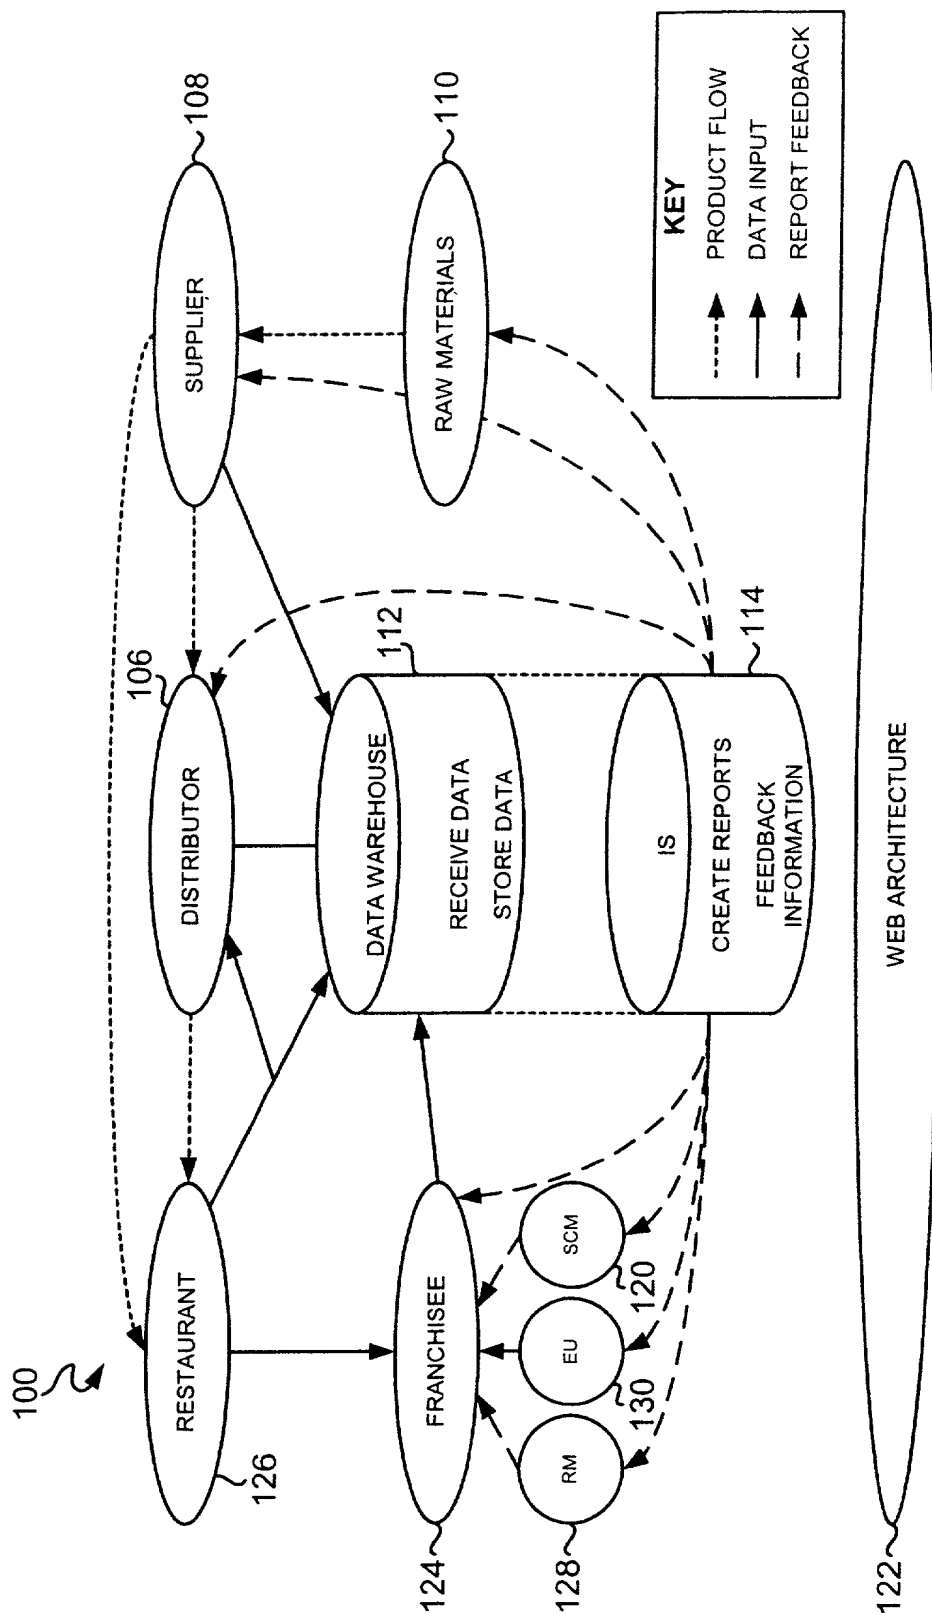 100
126
RESTAURANT
106
DISTRIBUTOR
108
SUPPLIER
124
FRANCHISEE
DATA WAREHOUSE
112
RECEIVE DATA
STORE DATA
RAW MATERIALS
110
128
RM
130
EU
120
SCM
IS
114
CREATE REPORTS
FEEDBACK
INFORMATION
KEY
PRODUCT FLOW
DATA INPUT
REPORT FEEDBACK
122
WEB ARCHITECTURE